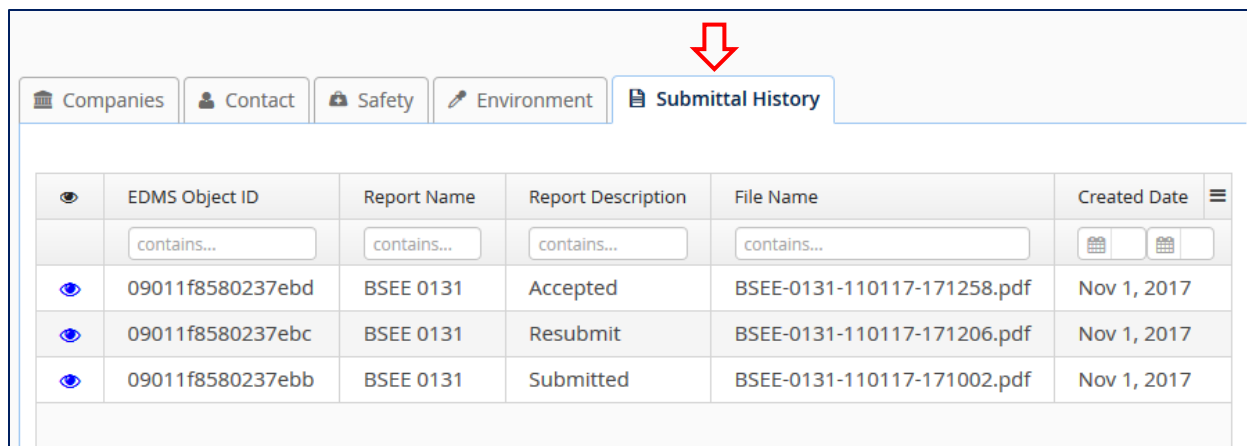 Companies Contact Safety Environment Submittal History
EDMS Object ID Report Name Report Description File Name Created Date
contains... contains... contains... contains...
09011f8580237ebd BSEE 0131 Accepted BSEE-0131-110117-171258.pdf Nov 1, 2017
09011f8580237ebc BSEE 0131 Resubmit BSEE-0131-110117-171206.pdf Nov 1, 2017
09011f8580237ebb BSEE 0131 Submitted BSEE-0131-110117-171002.pdf Nov 1, 2017